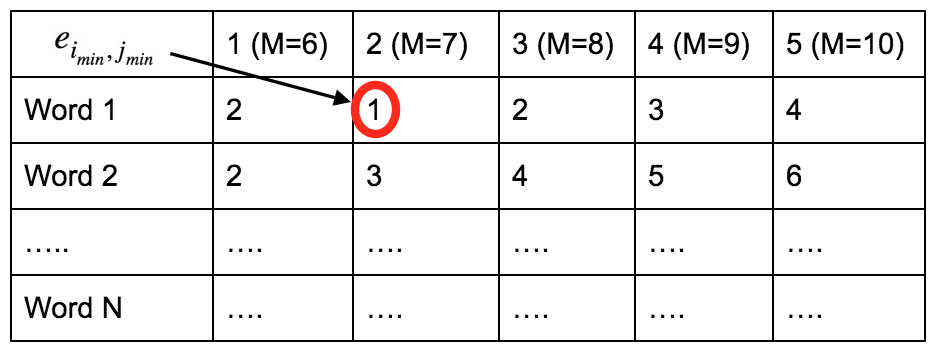 e_{i_{min},j_{min}} 1 (M=6) 2 (M=7) 3 (M=8) 4 (M=9) 5 (M=10)
Word 1 2 1 2 3 4
Word 2 2 3 4 5 6
..... .... .... .... .... ....
Word N .... .... .... .... ....